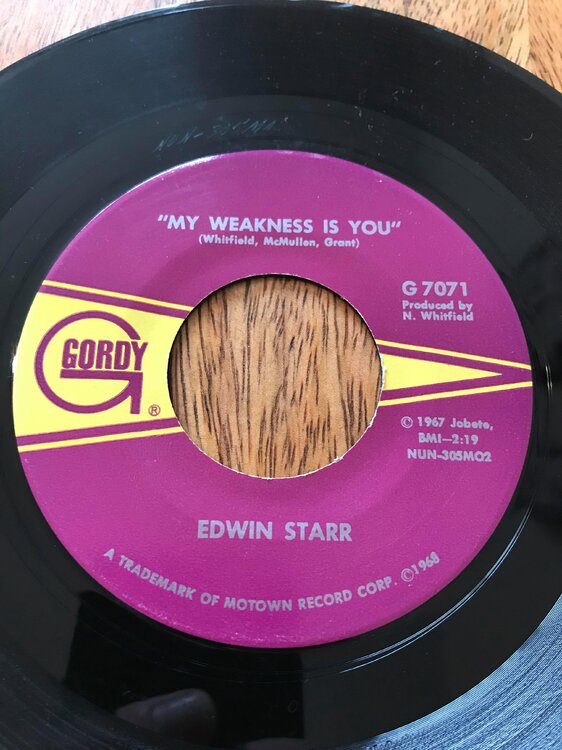 "MY WEAKNESS IS YOU"
(Whitfield, McMullen, Grant)
G 7071
Produced by
N. Whitfield
GORDY
®
© 1967 Jobete,
BMI—2:19
NUN-305MO2
EDWIN STARR
A TRADEMARK OF MOTOWN RECORD CORP. ©1968